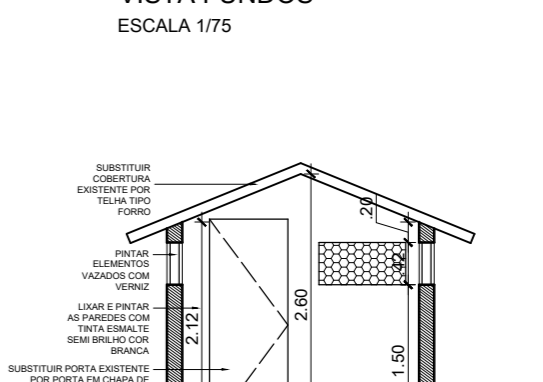 VISTA FUNDOS
ESCALA 1/75
SUBSTITUIR
COBERTURA
EXISTENTE POR
TELHA TIPO
FORRO
PINTAR
ELEMENTOS
VAZADOS COM
VERNIZ
LIXAR E PINTAR
AS PAREDES COM
TINTA ESMALTE
SEMI BRILHO COR
BRANCA
SUBSTITUIR PORTA EXISTENTE
POR PORTA EM CHAPA DE
2.12
2.60
.20
.42
1.50